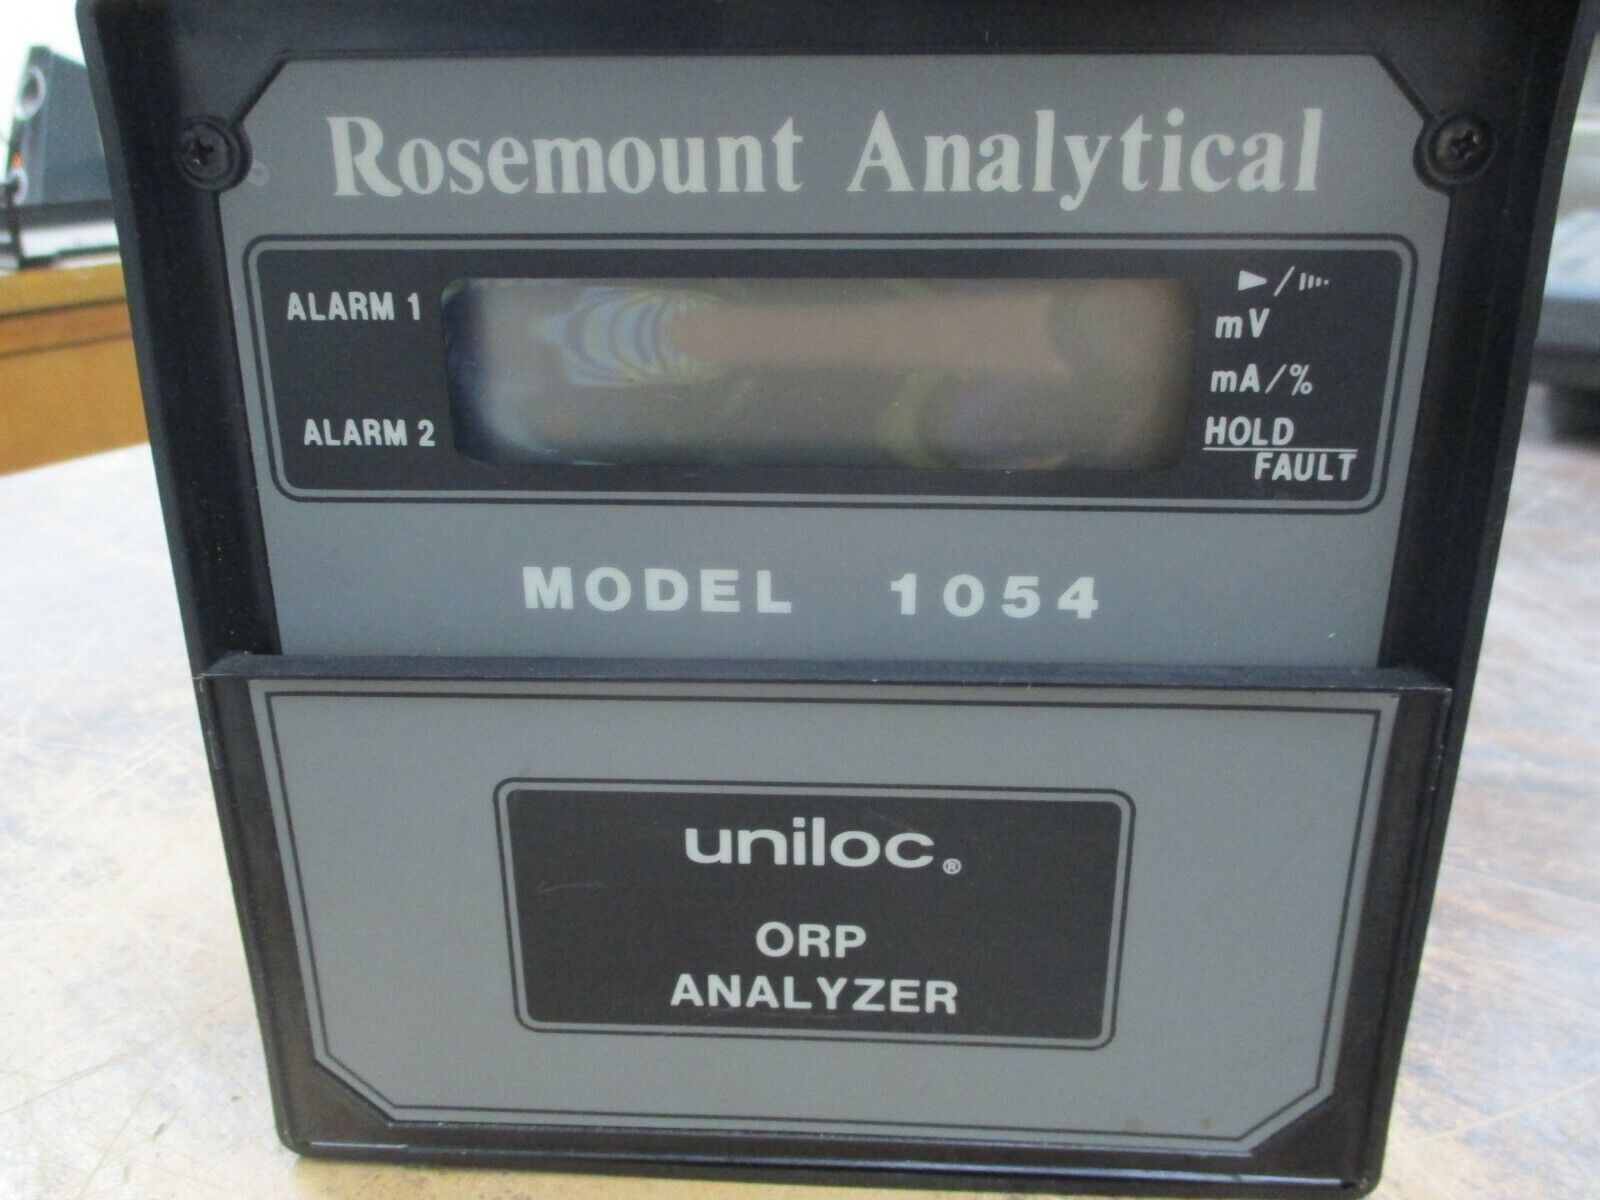 Rosemount Analytical
ALARM 1
ALARM 2
mV
mA/%
HOLD
FAULT
MODEL 1054
uniloc®
ORP
ANALYZER